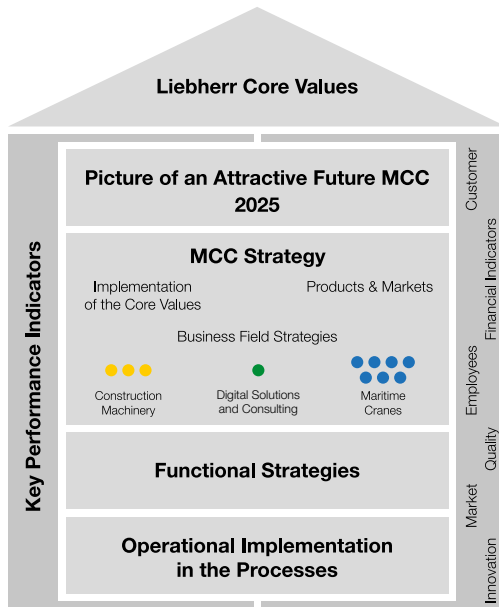 Liebherr Core Values
Key Performance Indicators
Picture of an Attractive Future MCC
2025
MCC Strategy
Implementation
of the Core Values
Products & Markets
Business Field Strategies
Construction
Machinery
Digital Solutions
and Consulting
Maritime
Cranes
Functional Strategies
Operational Implementation
in the Processes
Customer
Financial Indicators
Employees
Quality
Market
Innovation